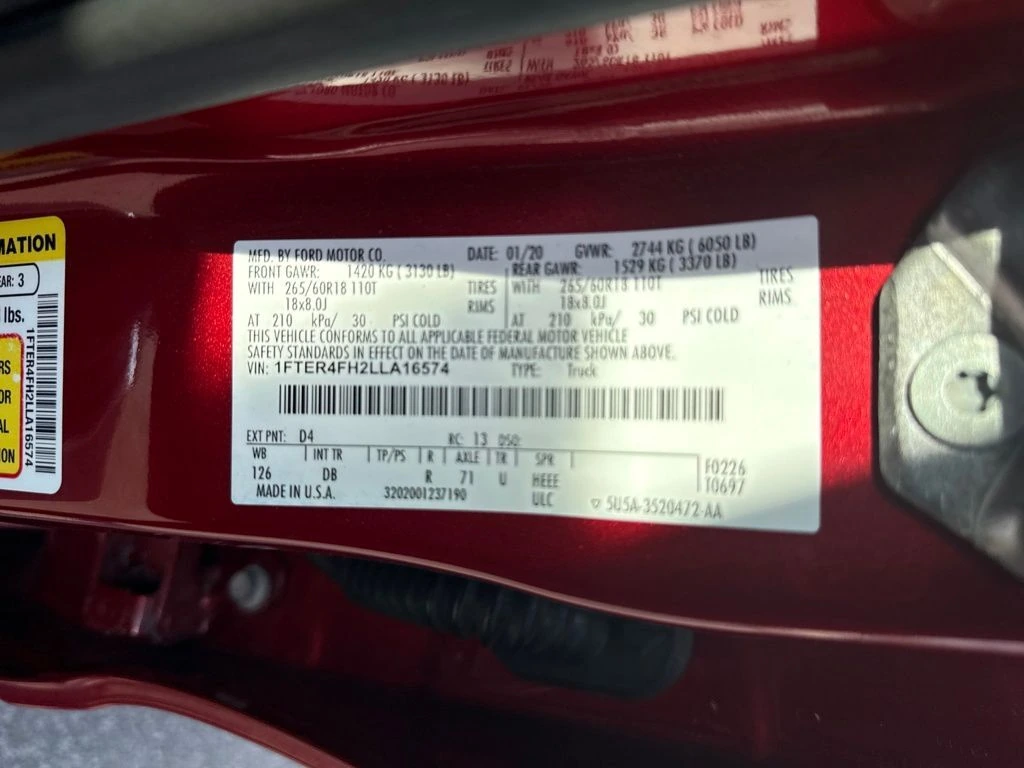 MFD. BY FORD MOTOR CO. DATE: 01/20 GVWR: 2744 KG ( 6050 LB)
FRONT GAWR: 1420 KG ( 3130 LB) REAR GAWR: 1529 KG ( 3370 LB)
WITH 265/60R18 110T TIRES WITH 265/60R18 110T TIRES
18x8.0J RIMS 18x8.0J RIMS
AT 210 kPa/ 30 PSI COLD AT 210 kPa/ 30 PSI COLD
THIS VEHICLE CONFORMS TO ALL APPLICABLE FEDERAL MOTOR VEHICLE
SAFETY STANDARDS IN EFFECT ON THE DATE OF MANUFACTURE SHOWN ABOVE.
VIN: 1FTER4FH2LLA16574 TYPE: Truck
EXT PNT: D4 RC: 13 DSO:
WB INT TR TP/PS R AXLE TR SPR F0226
126 DB R 71 U HEEE T0697
MADE IN U.S.A. 3202001237190 ULC 5U5A-3520472-AA
MATION
EAR: 3
lbs.
RS
OR
AL
ION
1FTER4FH2LLA16574